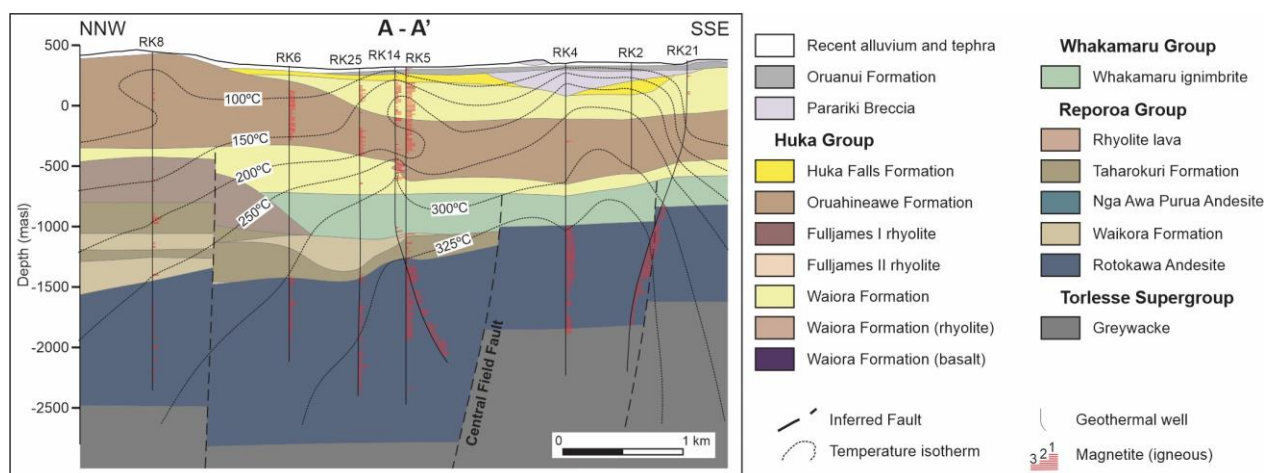 NNW
A - A'
SSE
RK8
RK6
RK25
RK14
RK5
RK4
RK2
RK21
500
0
-500
-1000
-1500
-2000
-2500
Depth (masl)
100ºC
150ºC
200ºC
250ºC
300ºC
325ºC
Central Field Fault
0 1 km
Recent alluvium and tephra
Oruanui Formation
Parariki Breccia
Huka Group
Huka Falls Formation
Oruahineawe Formation
Fulljames I rhyolite
Fulljames II rhyolite
Waiora Formation
Waiora Formation (rhyolite)
Waiora Formation (basalt)
Inferred Fault
Temperature isotherm
Whakamaru Group
Whakamaru ignimbrite
Reporoa Group
Rhyolite lava
Taharokuri Formation
Nga Awa Purua Andesite
Waikora Formation
Rotokawa Andesite
Torlesse Supergroup
Greywacke
Geothermal well
3 2 1
Magnetite (igneous)